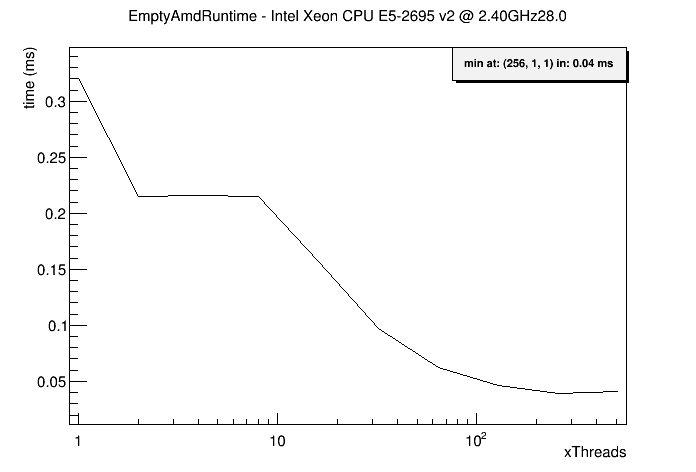 EmptyAmdRuntime - Intel Xeon CPU E5-2695 v2 @ 2.40GHz28.0
min at: (256, 1, 1) in: 0.04 ms
time (ms)
0.3
0.25
0.2
0.15
0.1
0.05
1 10 10²
xThreads